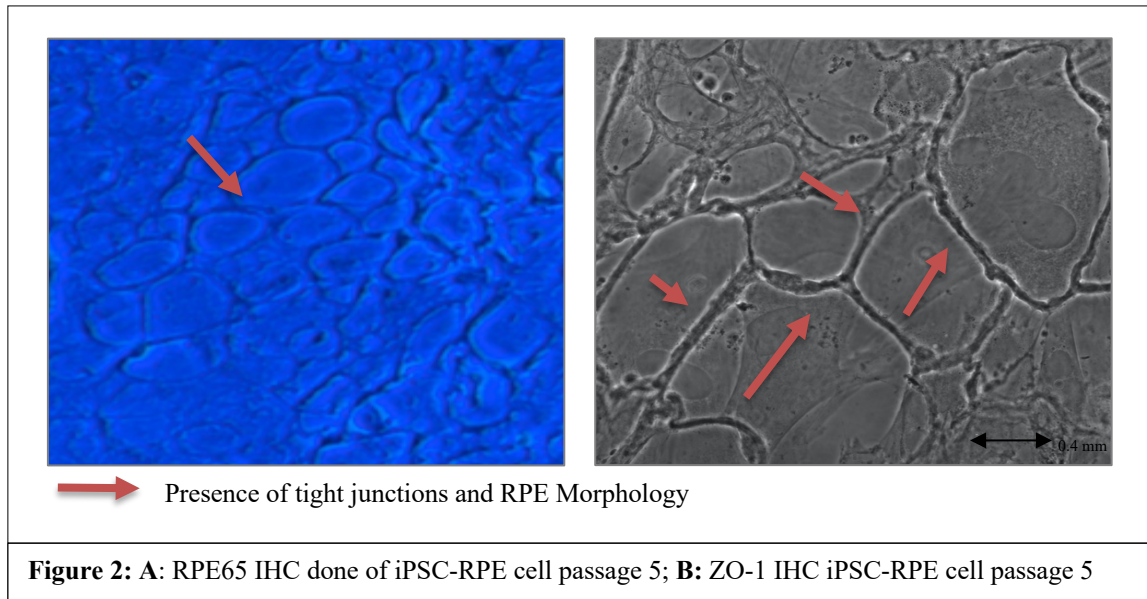 0.4 mm
Presence of tight junctions and RPE Morphology
Figure 2: A: RPE65 IHC done of iPSC-RPE cell passage 5; B: ZO-1 IHC iPSC-RPE cell passage 5